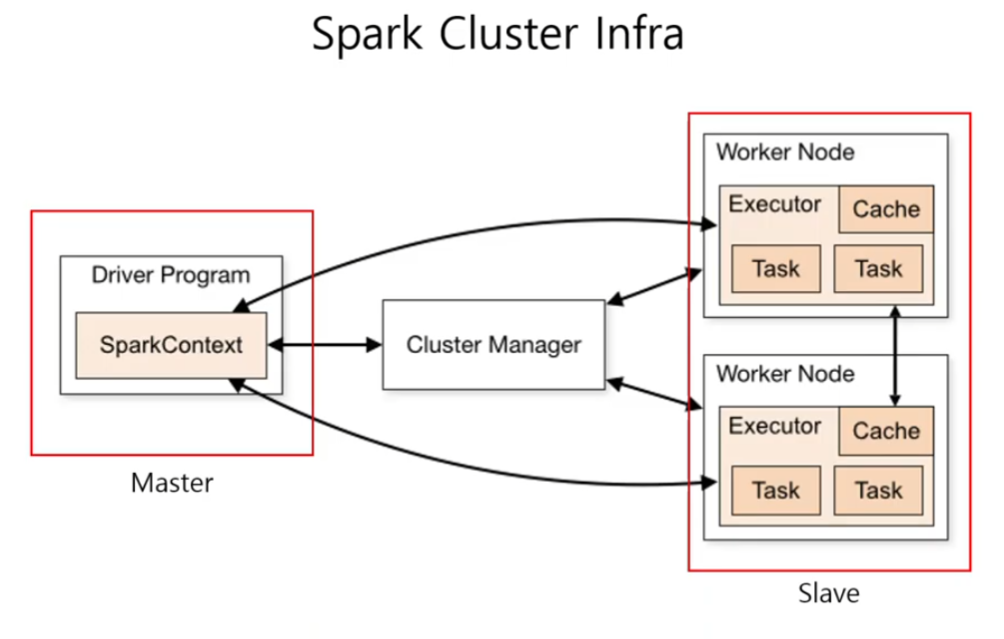 Spark Cluster Infra
Driver Program
SparkContext
Master
Cluster Manager
Worker Node
Executor
Cache
Task
Task
Worker Node
Executor
Cache
Task
Task
Slave